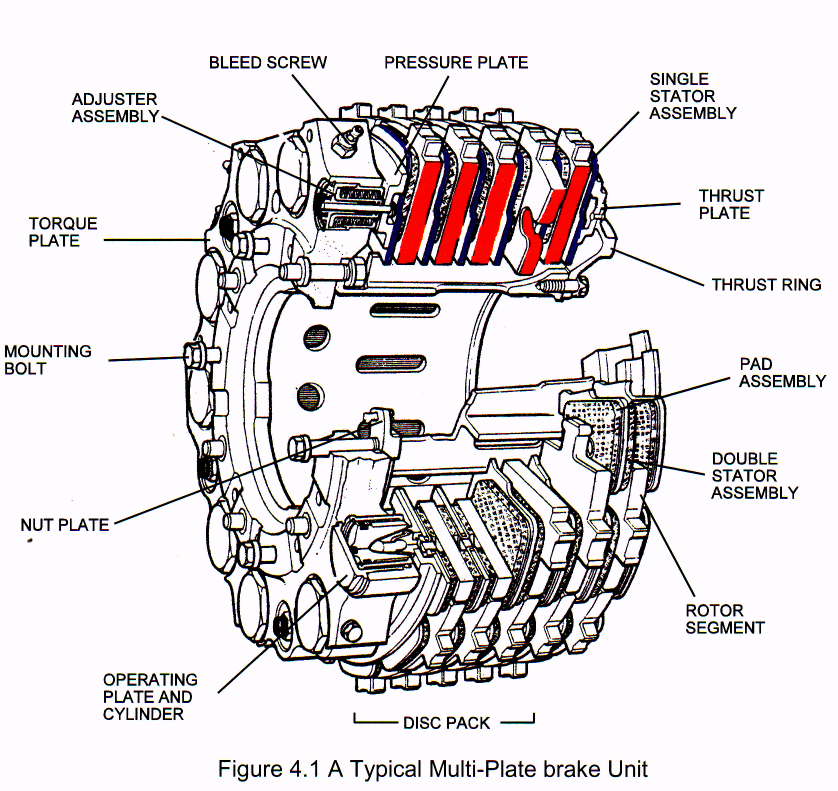 BLEED SCREW
PRESSURE PLATE
SINGLE
STATOR
ASSEMBLY
ADJUSTER
ASSEMBLY
THRUST
PLATE
TORQUE
PLATE
THRUST RING
MOUNTING
BOLT
PAD
ASSEMBLY
DOUBLE
STATOR
ASSEMBLY
NUT PLATE
ROTOR
SEGMENT
OPERATING
PLATE AND
CYLINDER
DISC PACK
Figure 4.1 A Typical Multi-Plate brake Unit